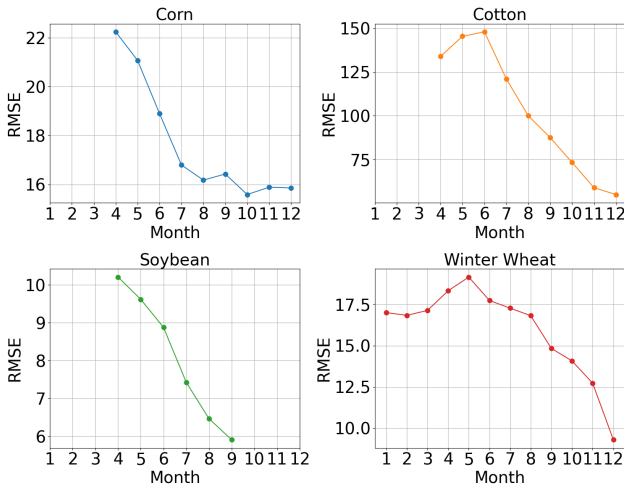 Corn
RMSE
22
20
18
16
1 2 3 4 5 6 7 8 9 10 11 12
Month
Cotton
RMSE
150
125
100
75
1 2 3 4 5 6 7 8 9 10 11 12
Month
Soybean
RMSE
10
9
8
7
6
1 2 3 4 5 6 7 8 9 10 11 12
Month
Winter Wheat
RMSE
17.5
15.0
12.5
10.0
1 2 3 4 5 6 7 8 9 10 11 12
Month